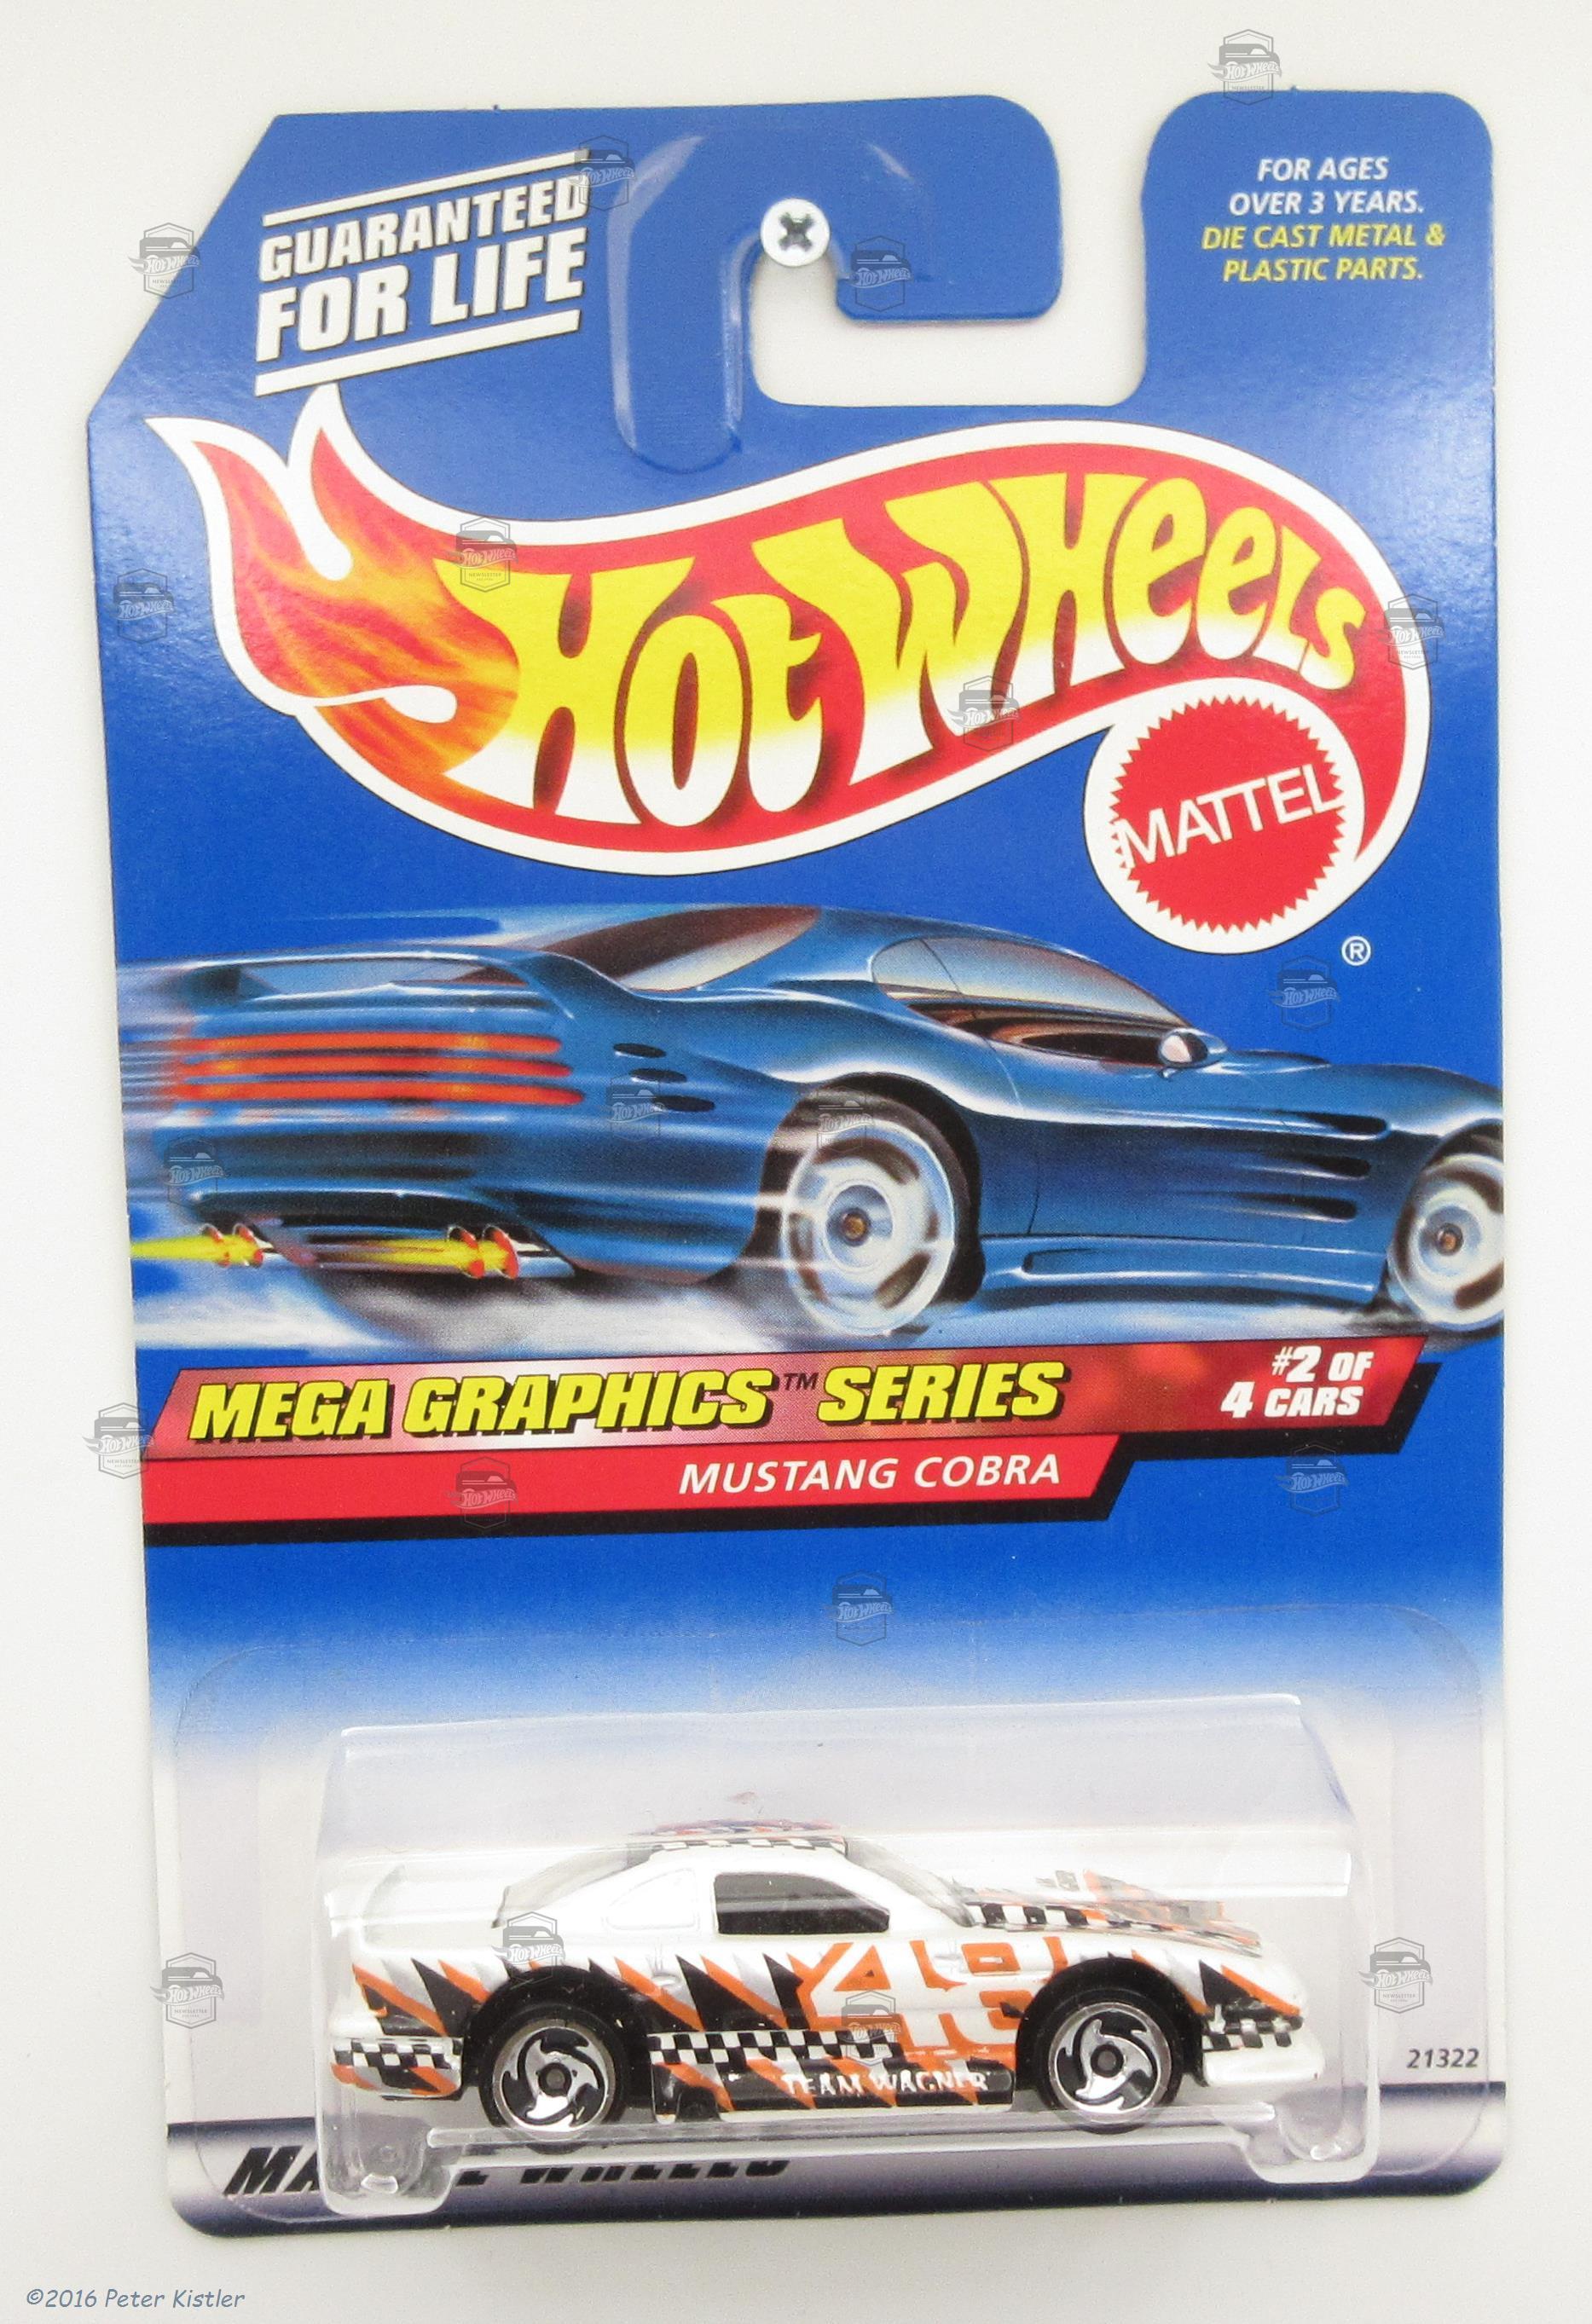 GUARANTEED
FOR LIFE
FOR AGES
OVER 3 YEARS.
DIE CAST METAL &
PLASTIC PARTS.
HOT WHEELS
MATTEL
®
MEGA GRAPHICS™ SERIES
#2 OF
4 CARS
MUSTANG COBRA
TEAM WAGNER
21322
WHEELS
©2016 Peter Kistler